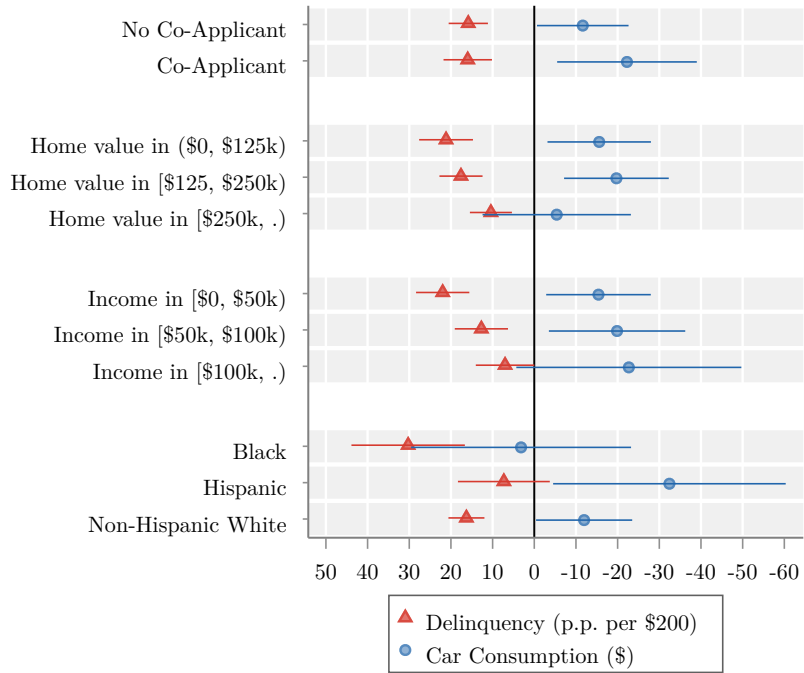 No Co-Applicant
Co-Applicant
Home value in ($0, $125k)
Home value in [$125, $250k)
Home value in [$250k, .)
Income in [$0, $50k)
Income in [$50k, $100k)
Income in [$100k, .)
Black
Hispanic
Non-Hispanic White
50 40 30 20 10 0 -10 -20 -30 -40 -50 -60
Delinquency (p.p. per $200)
Car Consumption ($)